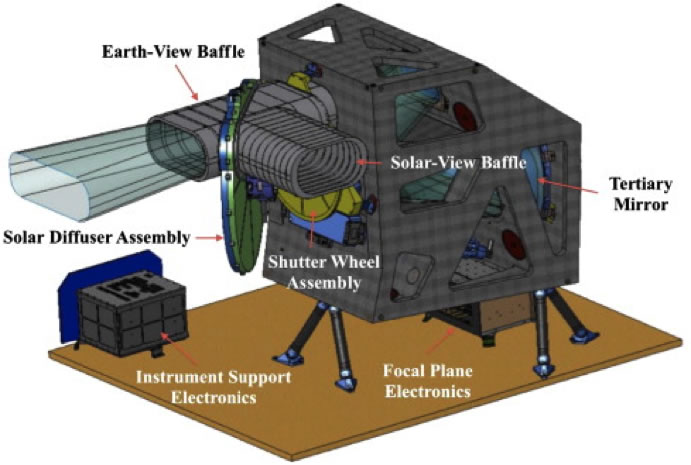 Earth-View Baffle
Solar-View Baffle
Tertiary
Mirror
Solar Diffuser Assembly
Shutter Wheel
Assembly
Instrument Support
Electronics
Focal Plane
Electronics